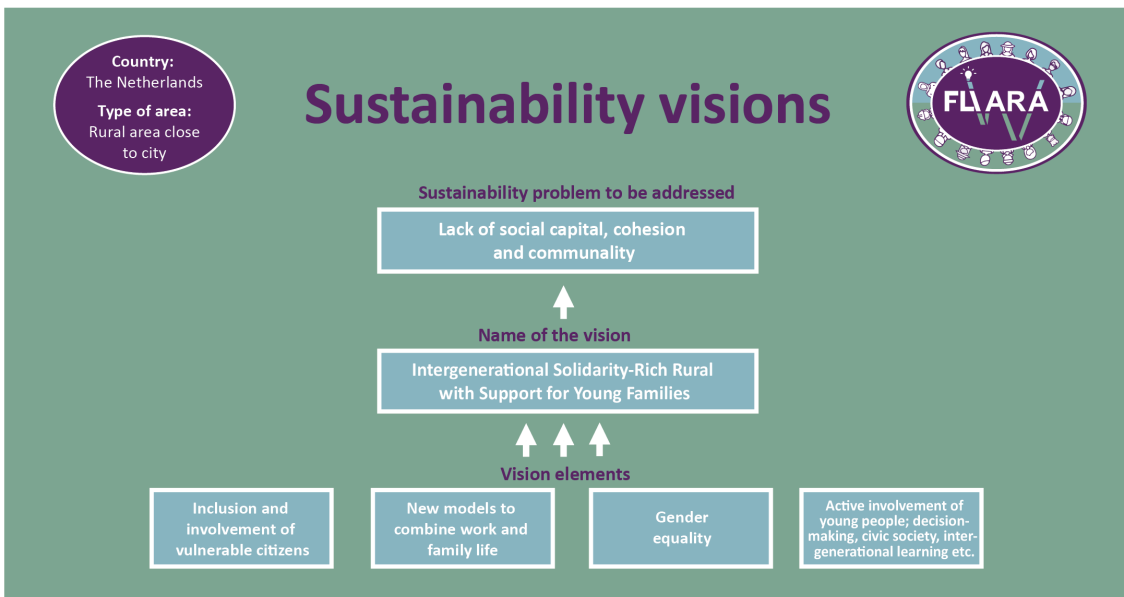 Country:
The Netherlands
Type of area:
Rural area close
to city
Sustainability visions
FLIARA
Sustainability problem to be addressed
Lack of social capital, cohesion
and communality
Name of the vision
Intergenerational Solidarity-Rich Rural
with Support for Young Families
Vision elements
Inclusion and
involvement of
vulnerable citizens
New models to
combine work and
family life
Gender
equality
Active involvement of
young people; decision-
making, civic society, inter-
generational learning etc.